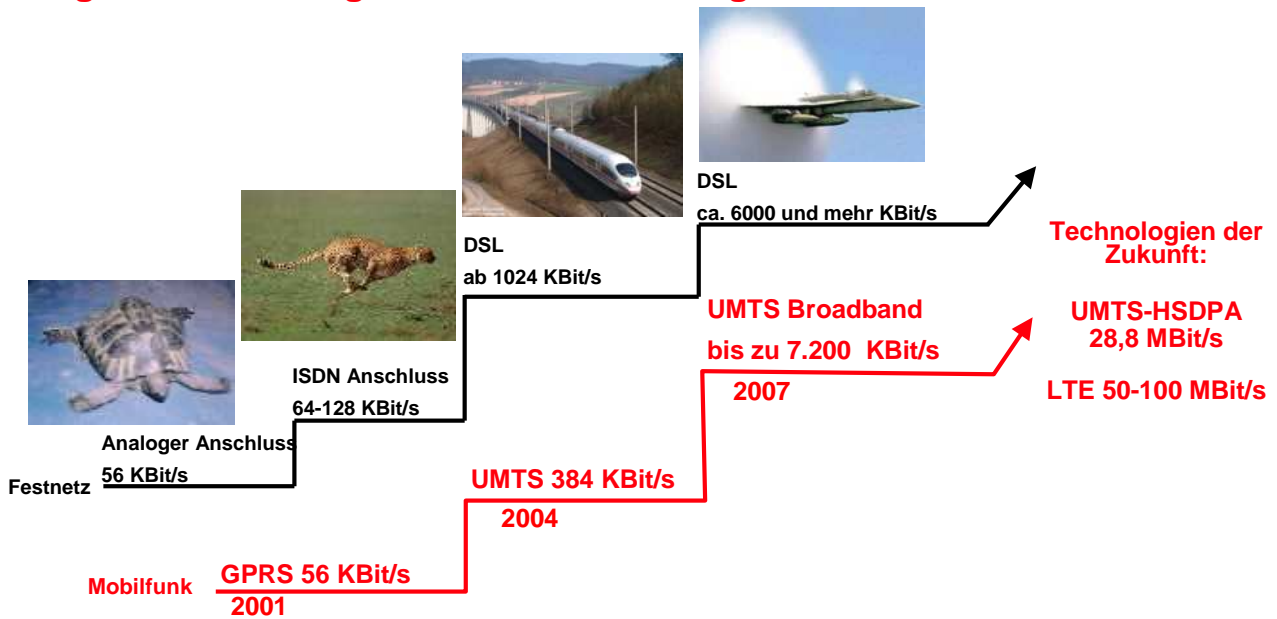 DSL
ca. 6000 und mehr KBit/s
Technologien der
Zukunft:
DSL
ab 1024 KBit/s
UMTS Broadband
bis zu 7.200 KBit/s
2007
UMTS-HSDPA
28,8 MBit/s
LTE 50-100 MBit/s
ISDN Anschluss
64-128 KBit/s
Analoger Anschluss
56 KBit/s
Festnetz
UMTS 384 KBit/s
2004
Mobilfunk
GPRS 56 KBit/s
2001